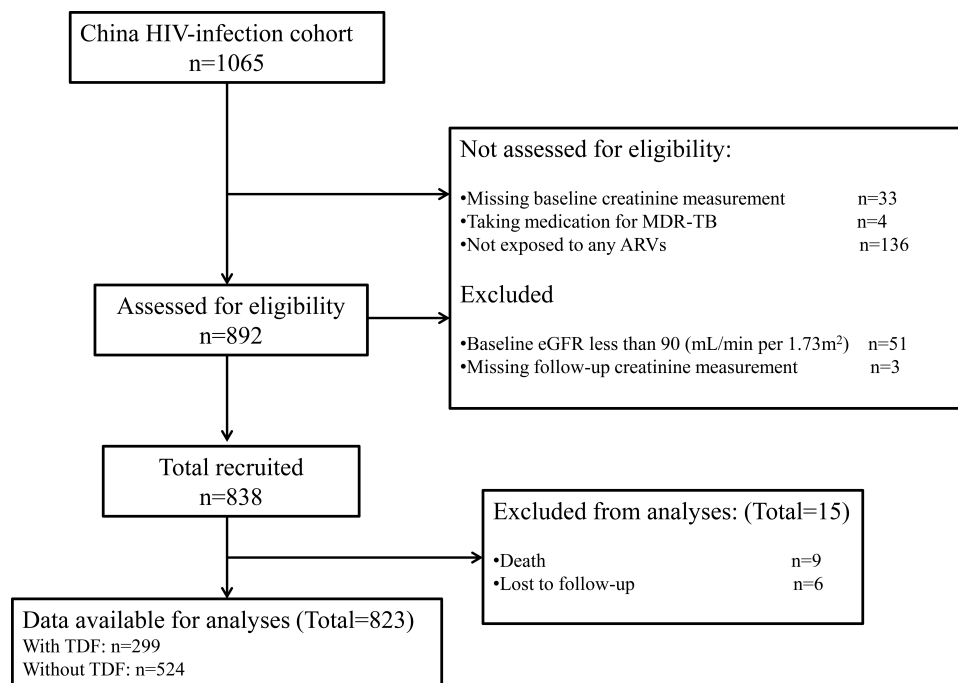 China HIV-infection cohort
n=1065
Not assessed for eligibility:
•Missing baseline creatinine measurement n=33
•Taking medication for MDR-TB n=4
•Not exposed to any ARVs n=136
Excluded
•Baseline eGFR less than 90 (mL/min per 1.73m²) n=51
•Missing follow-up creatinine measurement n=3
Assessed for eligibility
n=892
Total recruited
n=838
Excluded from analyses: (Total=15)
•Death n=9
•Lost to follow-up n=6
Data available for analyses (Total=823)
With TDF: n=299
Without TDF: n=524